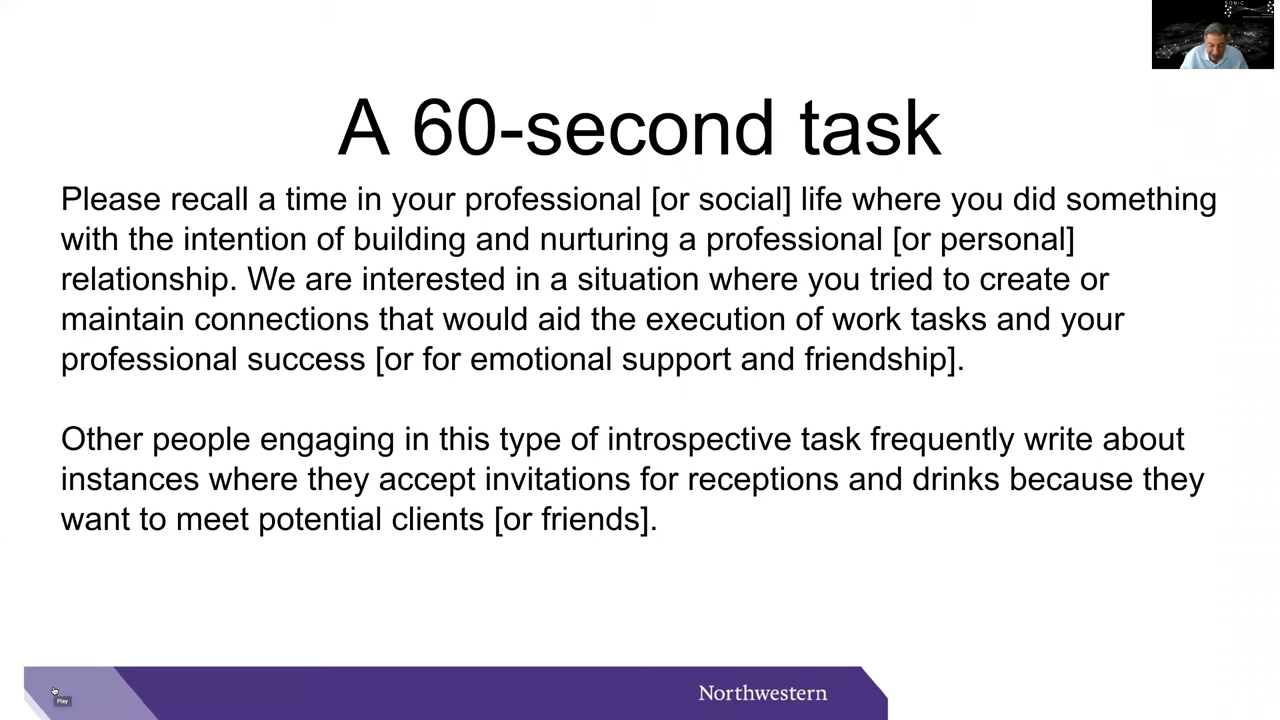 SONIC
A 60-second task
Please recall a time in your professional [or social] life where you did something
with the intention of building and nurturing a professional [or personal]
relationship. We are interested in a situation where you tried to create or
maintain connections that would aid the execution of work tasks and your
professional success [or for emotional support and friendship].
Other people engaging in this type of introspective task frequently write about
instances where they accept invitations for receptions and drinks because they
want to meet potential clients [or friends].
Play
Northwestern